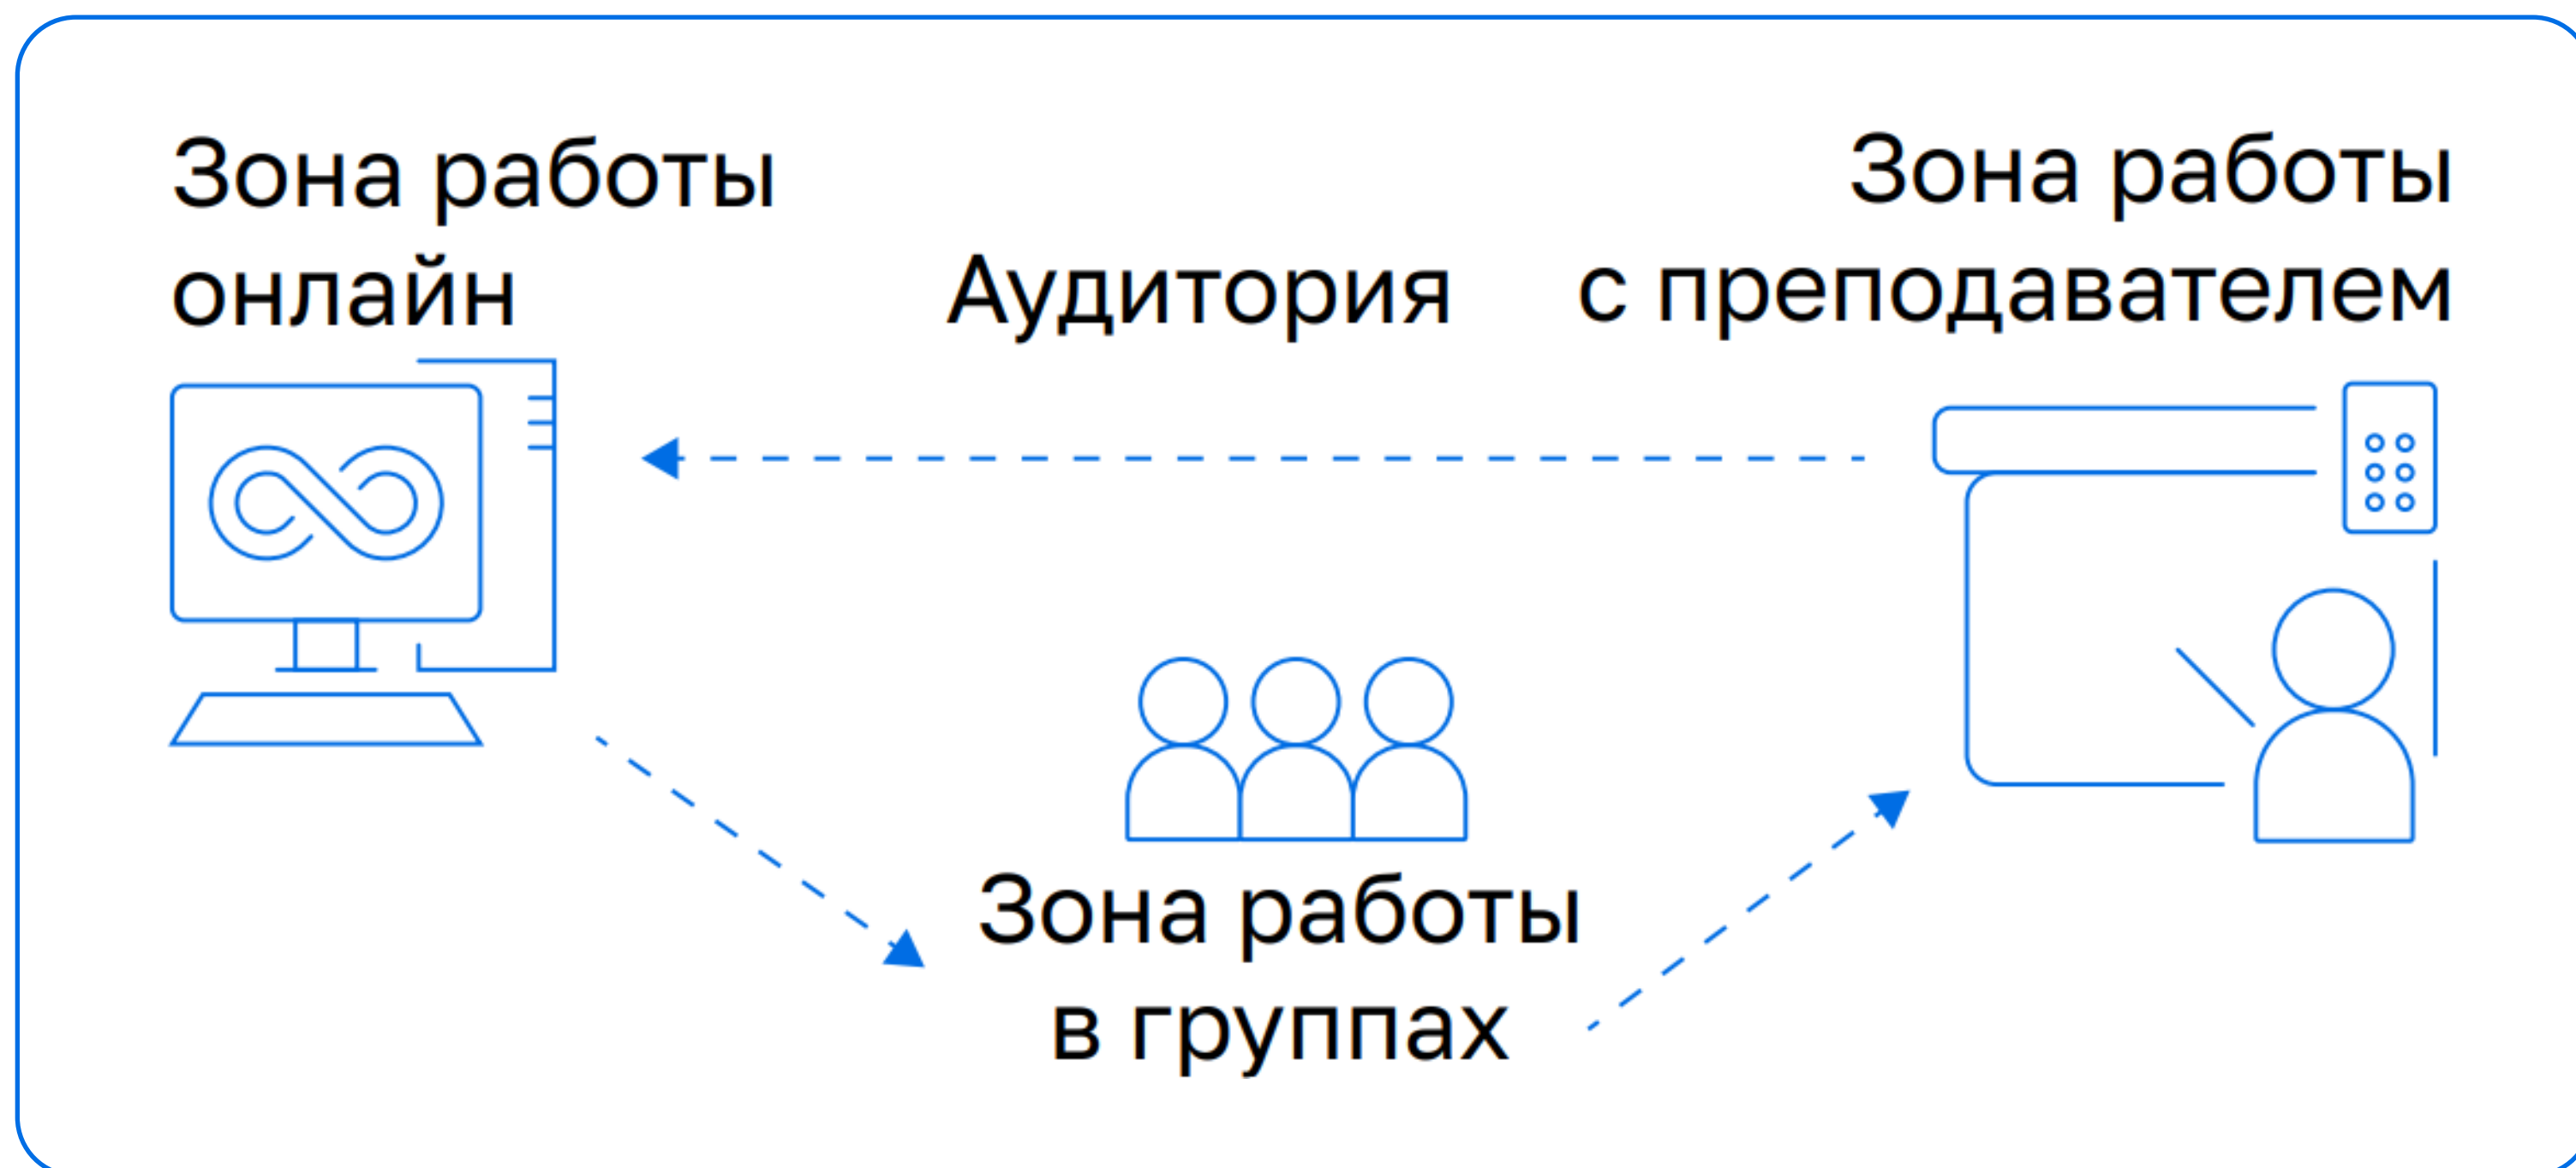 Зона работы
онлайн
Аудитория
Зона работы
с преподавателем
Зона работы
в группах